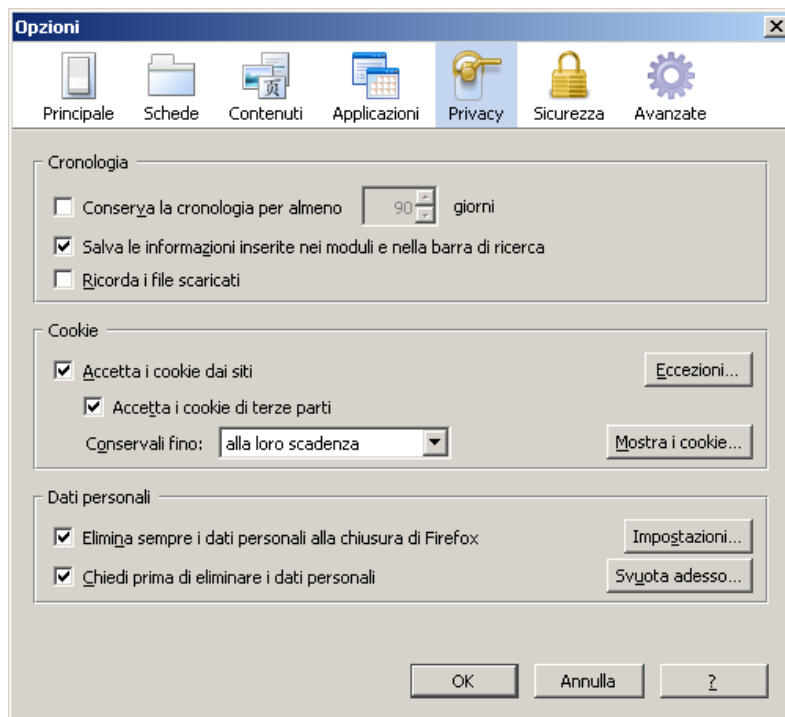 Opzioni
Principale Schede Contenuti Applicazioni Privacy Sicurezza Avanzate
Cronologia
Conserva la cronologia per almeno 90 giorni
Salva le informazioni inserite nei moduli e nella barra di ricerca
Ricorda i file scaricati
Cookie
Accetta i cookie dai siti Eccezioni...
Accetta i cookie di terze parti
Conservali fino: alla loro scadenza Mostra i cookie...
Dati personali
Elimina sempre i dati personali alla chiusura di Firefox Impostazioni...
Chiedi prima di eliminare i dati personali Svuota adesso...
OK Annulla ?